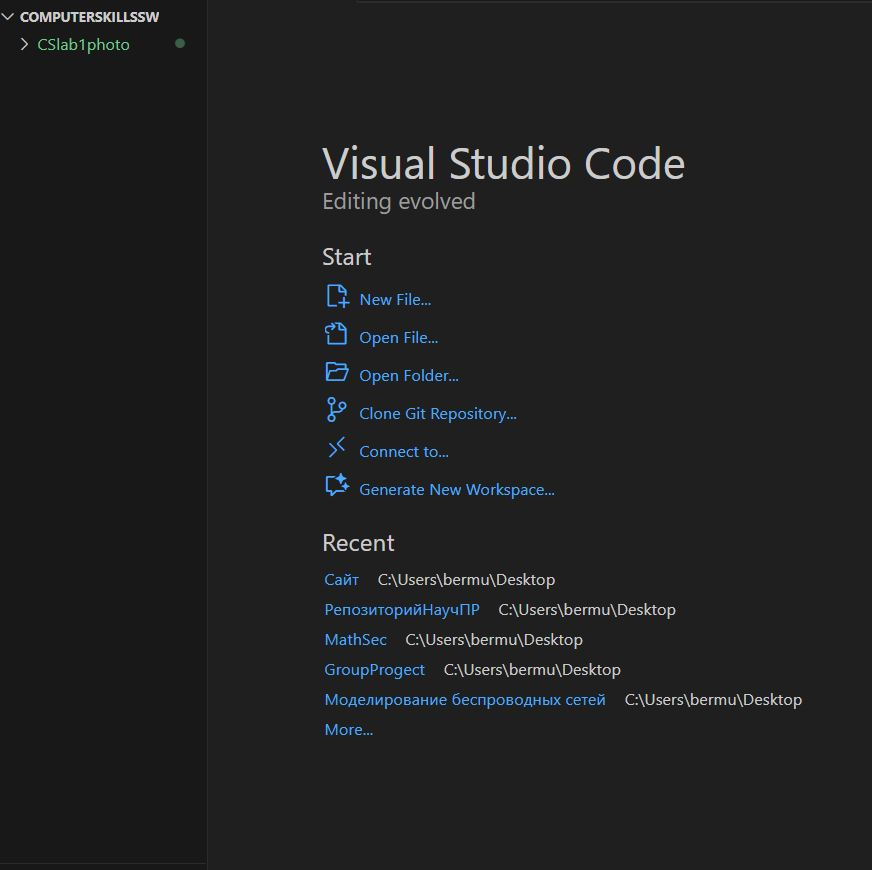 COMPUTERSKILLSSW
CSlab1photo
Visual Studio Code
Editing evolved
Start
New File...
Open File...
Open Folder...
Clone Git Repository...
Connect to...
Generate New Workspace...
Recent
Сайт C:\Users\bermu\Desktop
РепозиторийНаучПР C:\Users\bermu\Desktop
MathSec C:\Users\bermu\Desktop
GroupProgect C:\Users\bermu\Desktop
Моделирование беспроводных сетей C:\Users\bermu\Desktop
More...